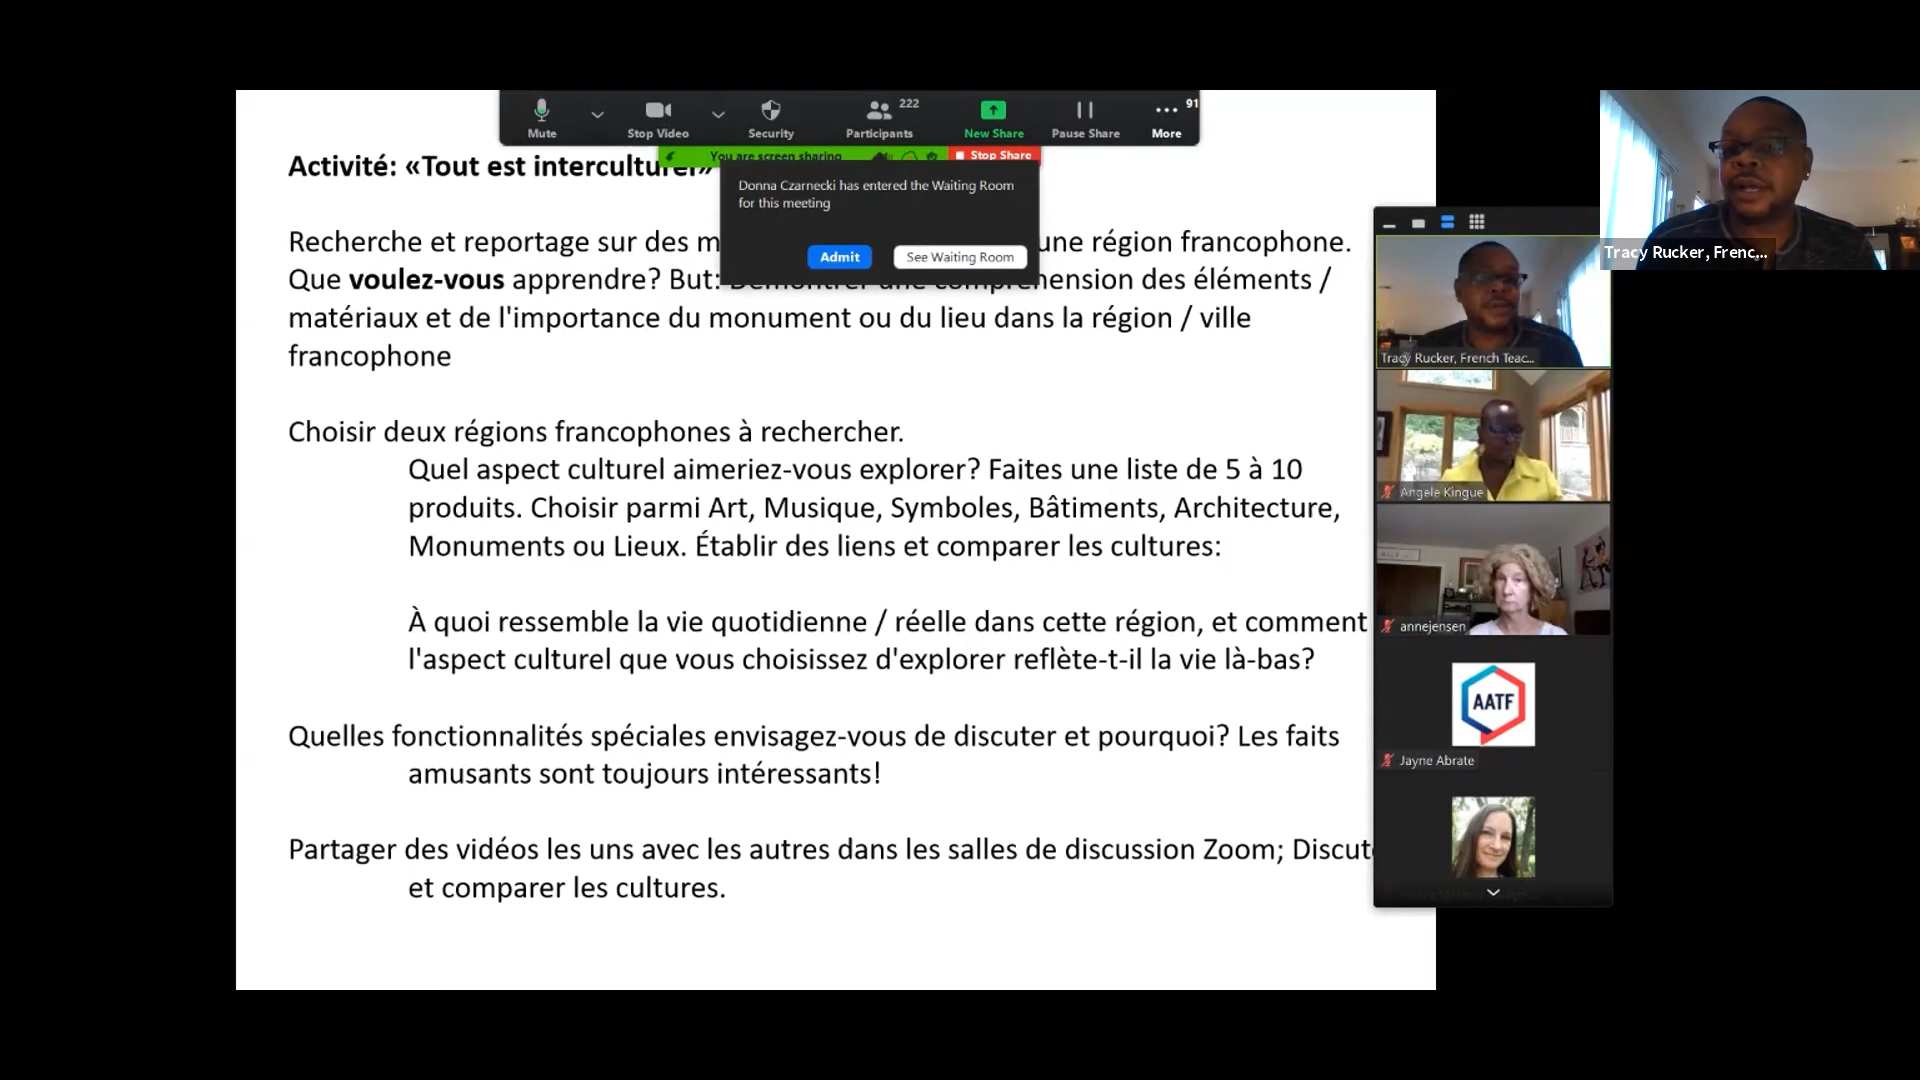 Mute
Stop Video
Security
Participants
222
New Share
Pause Share
More
91
You are screen sharing
Stop Share
Donna Czarnecki has entered the Waiting Room
for this meeting
Admit
See Waiting Room
Activité: «Tout est interculturel»
Recherche et reportage sur des m
une région francophone.
Que voulez-vous apprendre? But: Démontrer une compréhension des éléments /
matériaux et de l'importance du monument ou du lieu dans la région / ville
francophone
Choisir deux régions francophones à rechercher.
Quel aspect culturel aimeriez-vous explorer? Faites une liste de 5 à 10
produits. Choisir parmi Art, Musique, Symboles, Bâtiments, Architecture,
Monuments ou Lieux. Établir des liens et comparer les cultures:
À quoi ressemble la vie quotidienne / réelle dans cette région, et comment
l'aspect culturel que vous choisissez d'explorer reflète-t-il la vie là-bas?
Quelles fonctionnalités spéciales envisagez-vous de discuter et pourquoi? Les faits
amusants sont toujours intéressants!
Partager des vidéos les uns avec les autres dans les salles de discussion Zoom; Discut
et comparer les cultures.
Tracy Rucker, French Teac...
Angele Kingue
annejensen
AATF
Jayne Abrate
Tracy Rucker, Frenc...